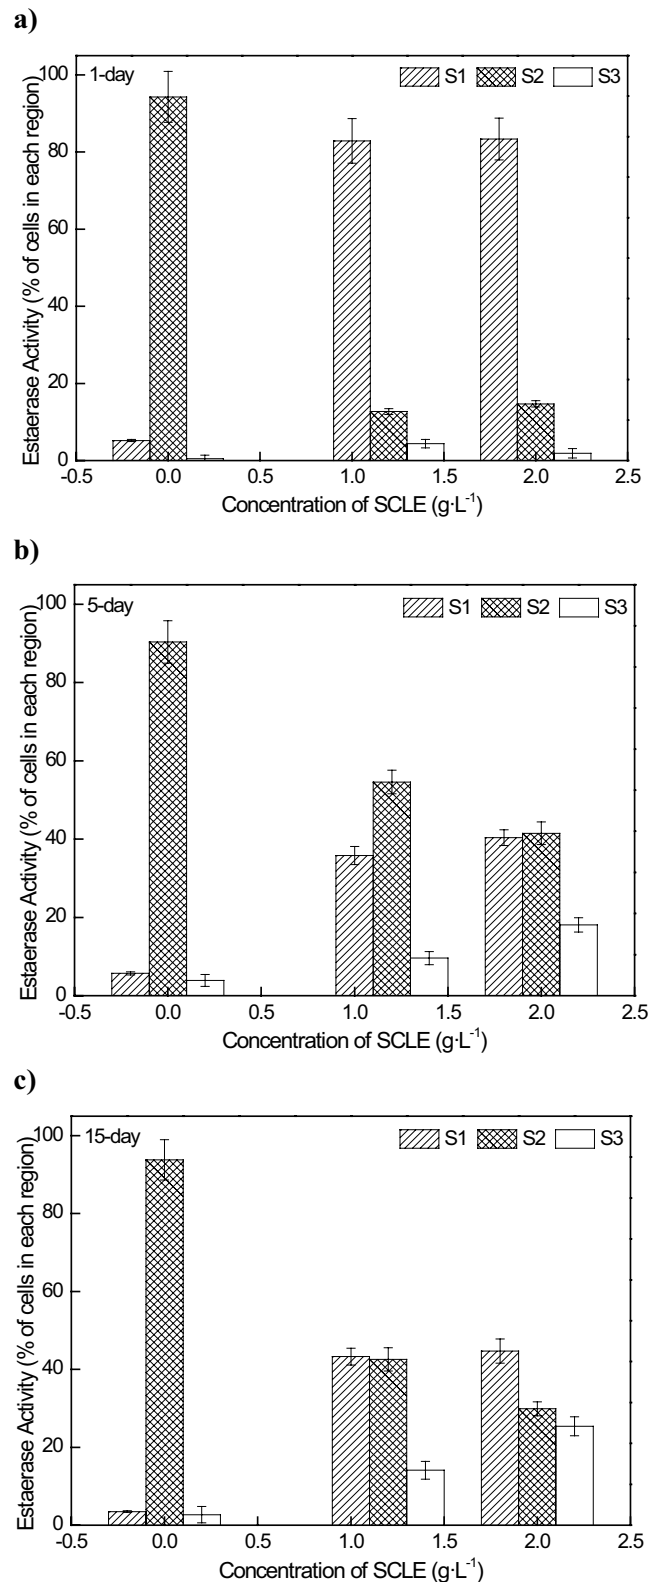 a)
1-day
S1 S2 S3
100
80
60
40
20
0
Estaerase Activity (% of cells in each region)
-0.5 0.0 0.5 1.0 1.5 2.0 2.5
Concentration of SCLE (g·L⁻¹)
b)
5-day
S1 S2 S3
100
80
60
40
20
0
Estaerase Activity (% of cells in each region)
-0.5 0.0 0.5 1.0 1.5 2.0 2.5
Concentration of SCLE (g·L⁻¹)
c)
15-day
S1 S2 S3
100
80
60
40
20
0
Estaerase Activity (% of cells in each region)
-0.5 0.0 0.5 1.0 1.5 2.0 2.5
Concentration of SCLE (g·L⁻¹)